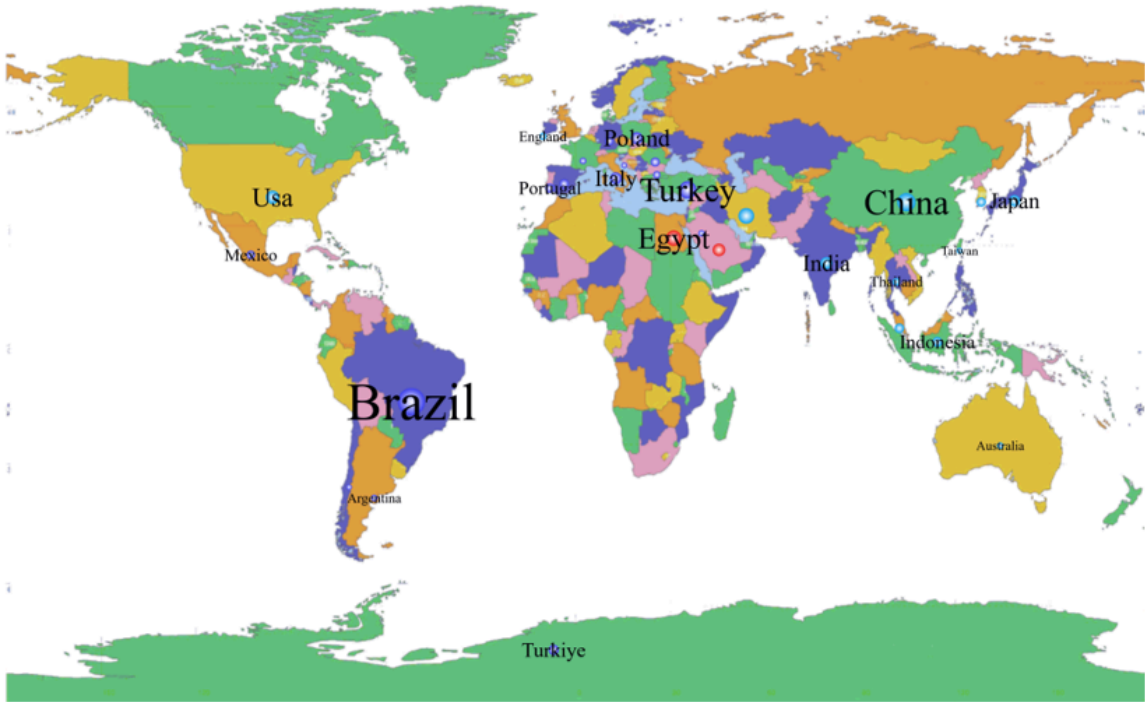 England
Poland
Portugal
Italy
Turkey
Usa
China
Japan
Egypt
Mexico
India
Taiwan
Thailand
Indonesia
Brazil
Australia
Argentina
Turkiye